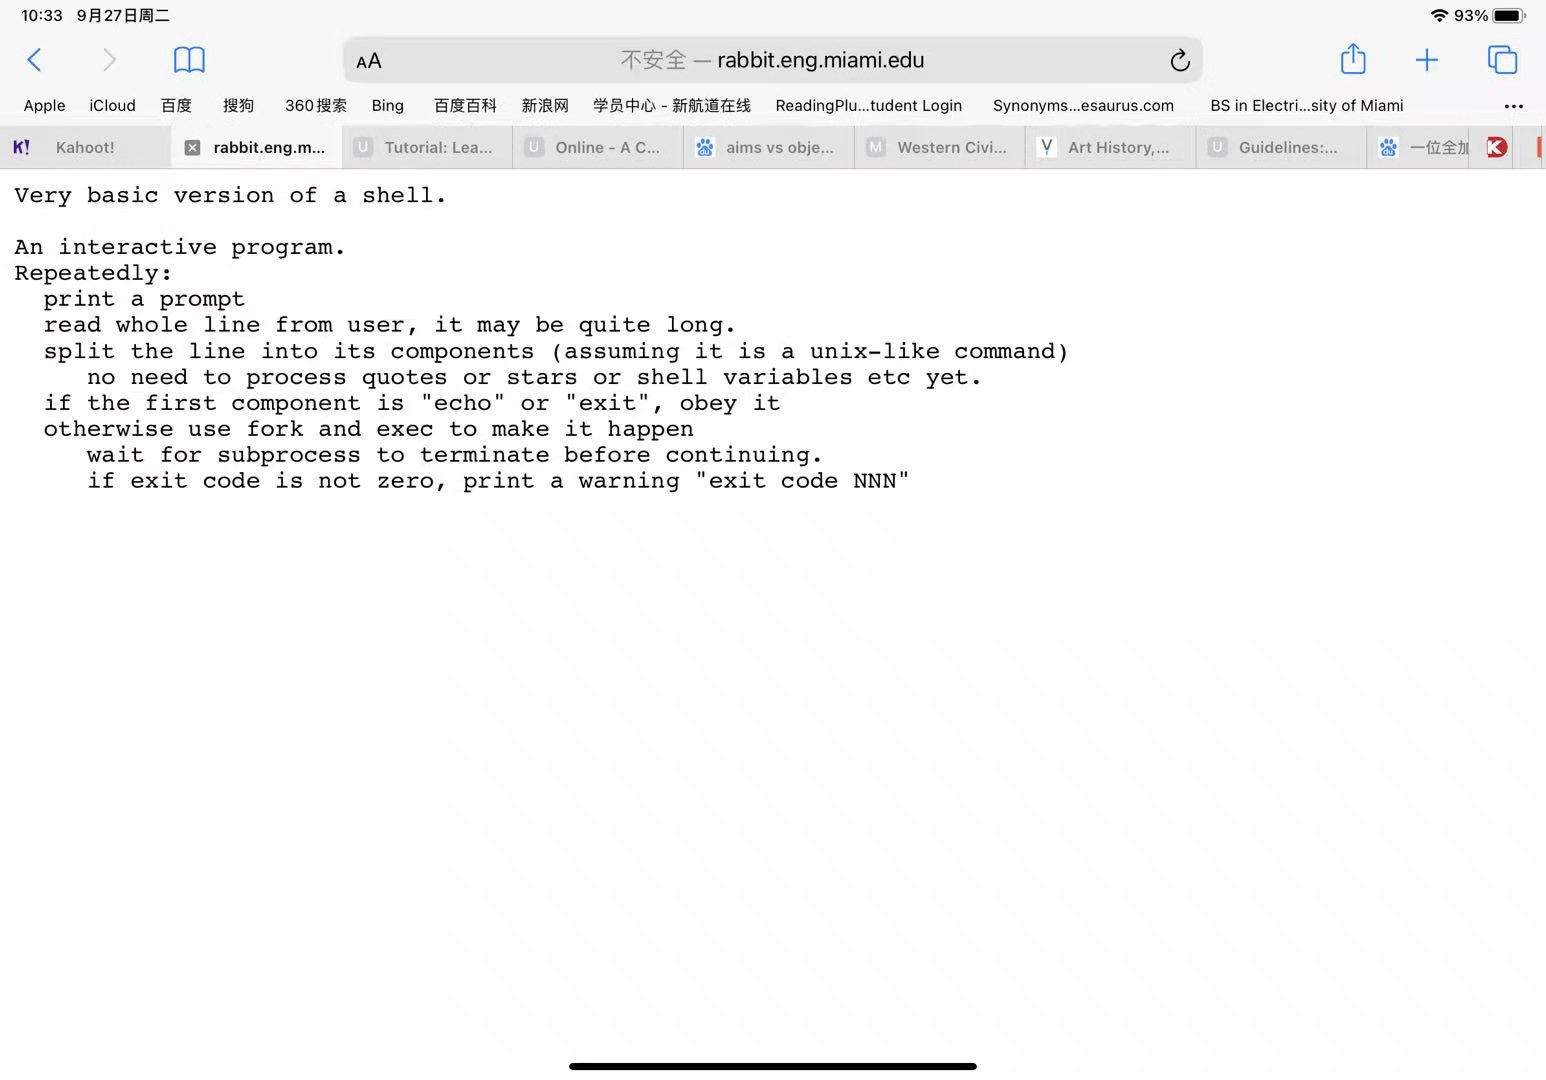 10:33 9月27日周二
93%
AA
不安全 — rabbit.eng.miami.edu
Apple iCloud 百度 搜狗 360搜索 Bing 百度百科 新浪网 学员中心 - 新航道在线 ReadingPlu...tudent Login Synonyms...esaurus.com BS in Electri...sity of Miami ...
K! Kahoot! rabbit.eng.m... U Tutorial: Lea... U Online - A C... aims vs obje... M Western Civi... Y Art History,... U Guidelines:... 一位全加 K
Very basic version of a shell.
An interactive program.
Repeatedly:
print a prompt
read whole line from user, it may be quite long.
split the line into its components (assuming it is a unix-like command)
no need to process quotes or stars or shell variables etc yet.
if the first component is "echo" or "exit", obey it
otherwise use fork and exec to make it happen
wait for subprocess to terminate before continuing.
if exit code is not zero, print a warning "exit code NNN"